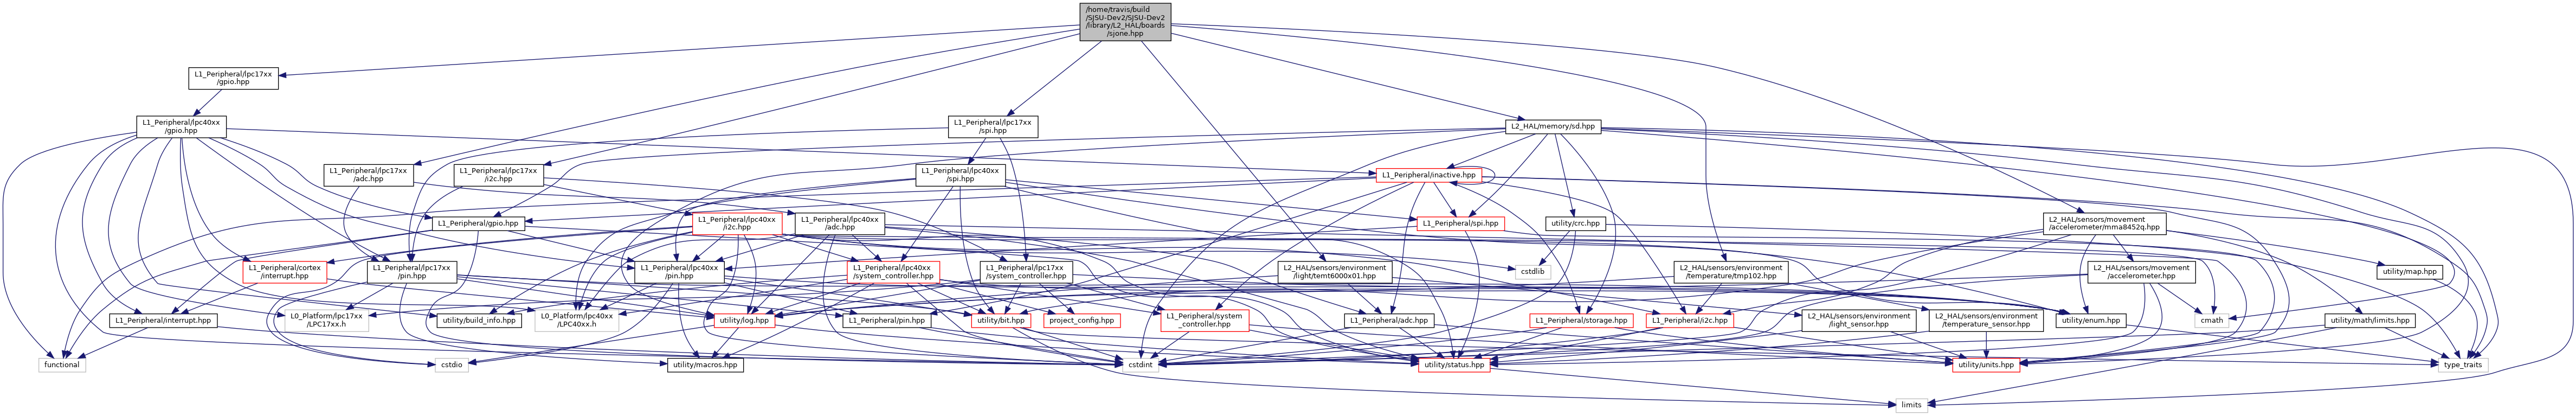 /home/travis/build
/SJSU-Dev2/SJSU-Dev2
/library/L2_HAL/boards
/sjone.hpp
L1_Peripheral/lpc17xx
/gpio.hpp
L1_Peripheral/lpc40xx
/gpio.hpp
L1_Peripheral/lpc17xx
/spi.hpp
L2_HAL/memory/sd.hpp
L1_Peripheral/lpc17xx
/adc.hpp
L1_Peripheral/lpc17xx
/i2c.hpp
L1_Peripheral/lpc40xx
/spi.hpp
L1_Peripheral/inactive.hpp
L1_Peripheral/gpio.hpp
L1_Peripheral/lpc40xx
/i2c.hpp
L1_Peripheral/lpc40xx
/adc.hpp
L1_Peripheral/spi.hpp
utility/crc.hpp
L2_HAL/sensors/movement
/accelerometer/mma8452q.hpp
L1_Peripheral/cortex
/interrupt.hpp
L1_Peripheral/lpc17xx
/pin.hpp
L1_Peripheral/lpc40xx
/pin.hpp
L1_Peripheral/lpc40xx
/system_controller.hpp
L1_Peripheral/lpc17xx
/system_controller.hpp
L2_HAL/sensors/environment
/light/temt6000x01.hpp
cstdlib
L2_HAL/sensors/environment
/temperature/tmp102.hpp
L2_HAL/sensors/movement
/accelerometer.hpp
utility/map.hpp
L1_Peripheral/interrupt.hpp
L0_Platform/lpc17xx
/LPC17xx.h
utility/build_info.hpp
L0_Platform/lpc40xx
/LPC40xx.h
utility/log.hpp
L1_Peripheral/pin.hpp
utility/bit.hpp
project_config.hpp
L1_Peripheral/system
_controller.hpp
L1_Peripheral/adc.hpp
L1_Peripheral/storage.hpp
L1_Peripheral/i2c.hpp
L2_HAL/sensors/environment
/light_sensor.hpp
L2_HAL/sensors/environment
/temperature_sensor.hpp
utility/enum.hpp
cmath
utility/math/limits.hpp
functional
cstdio
utility/macros.hpp
cstdint
utility/status.hpp
utility/units.hpp
type_traits
limits